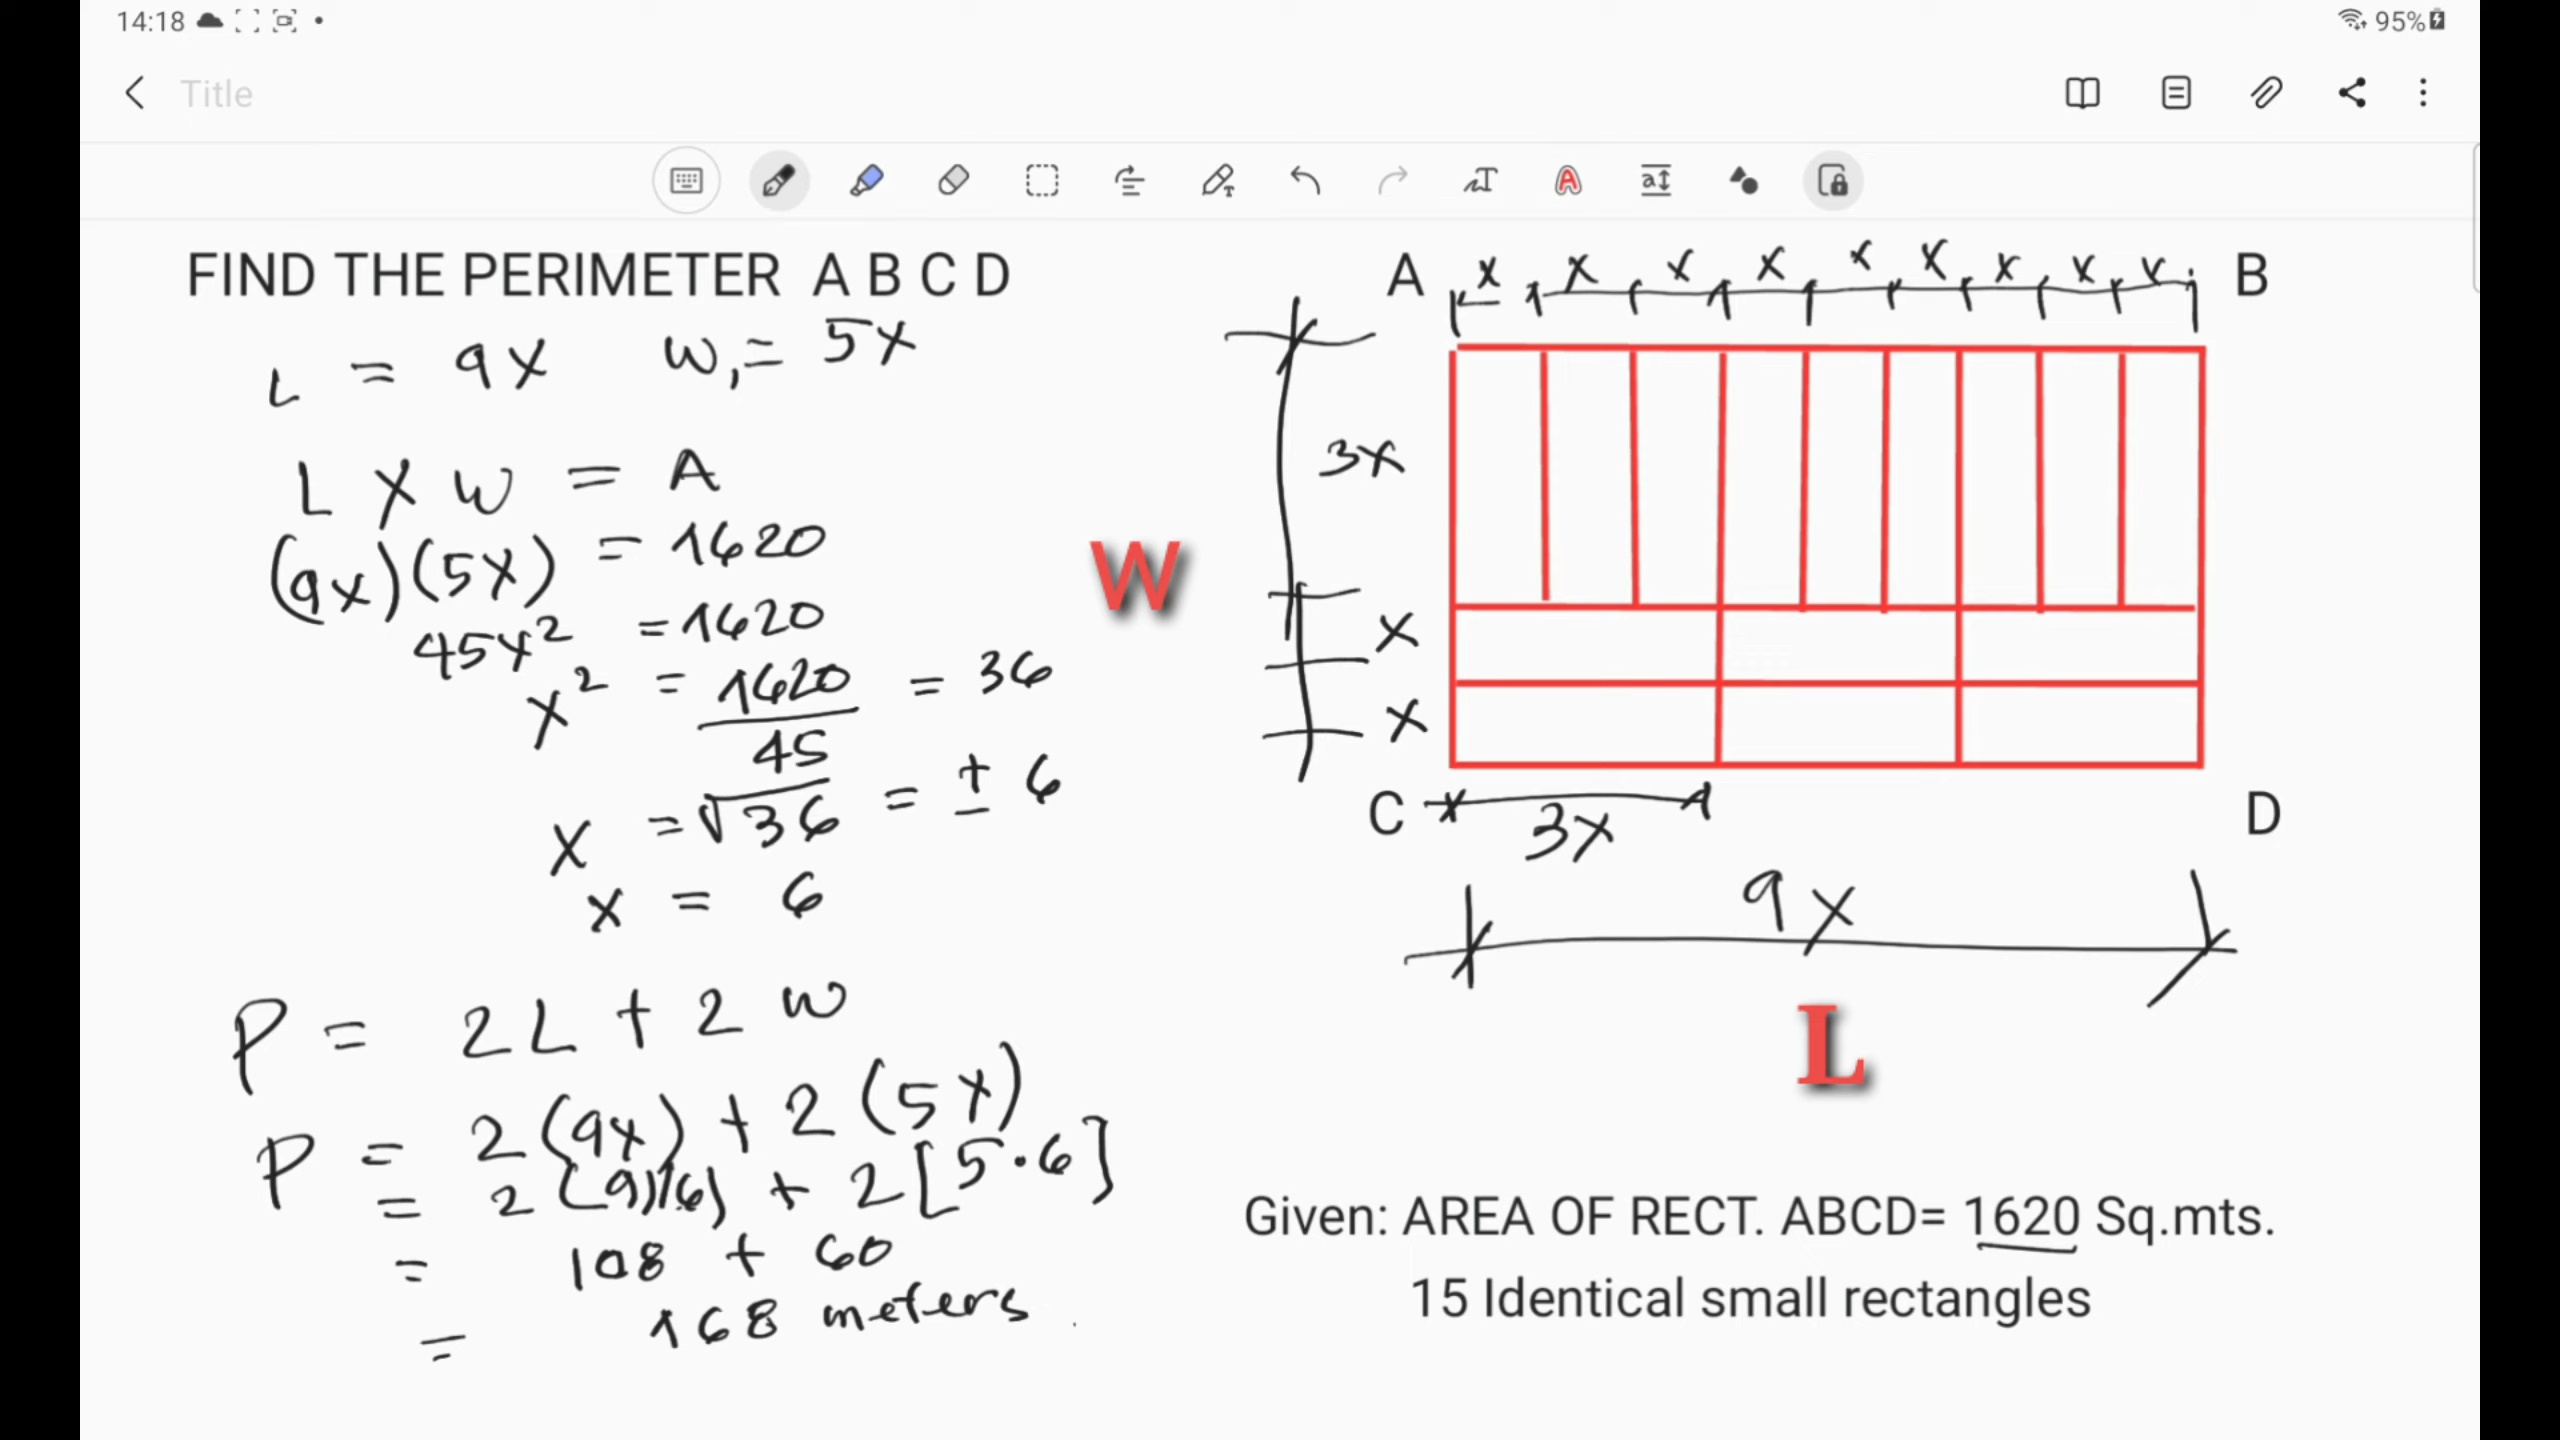 14:18
95%
Title
FIND THE PERIMETER A B C D
L = 9x W, = 5x
L x W = A
(9x)(5x) = 1620
45x² = 1620
x² = 1620/45 = 36
x = √36 = ± 6
x = 6
P = 2L + 2W
P = 2(9x) + 2(5x)
= 2[9)(6) + 2[5·6]
= 108 + 60
= 168 meters
A x x x x x x x x x B
3x
W
x
x
C 3x D
9x
L
Given: AREA OF RECT. ABCD= 1620 Sq.mts.
15 Identical small rectangles